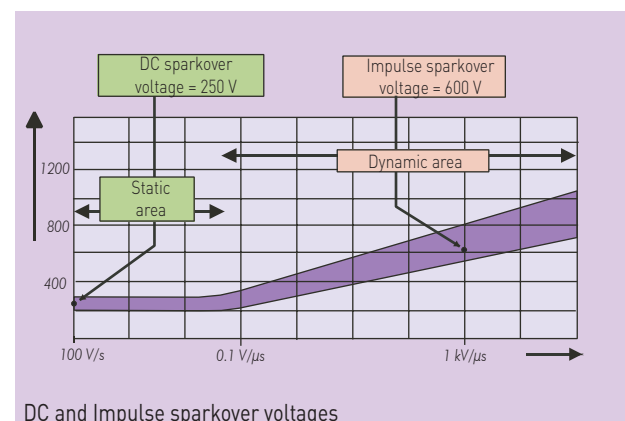 DC sparkover
voltage = 250 V
Impulse sparkover
voltage = 600 V
Dynamic area
1200
Static
area
800
400
100 V/s
0.1 V/µs
1 kV/µs
DC and Impulse sparkover voltages